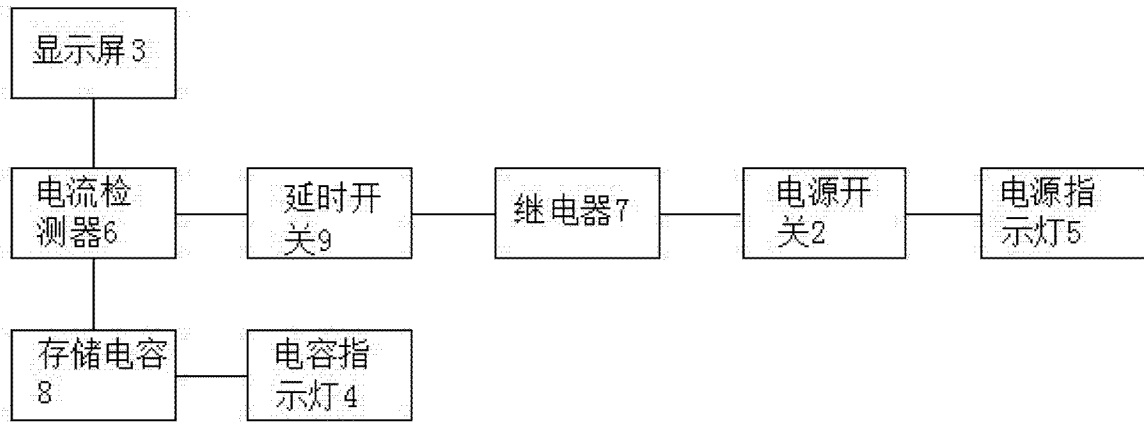 显示屏3
电流检
测器6
延时开
关9
继电器7
电源开
关2
电源指
示灯5
存储电容
8
电容指
示灯4